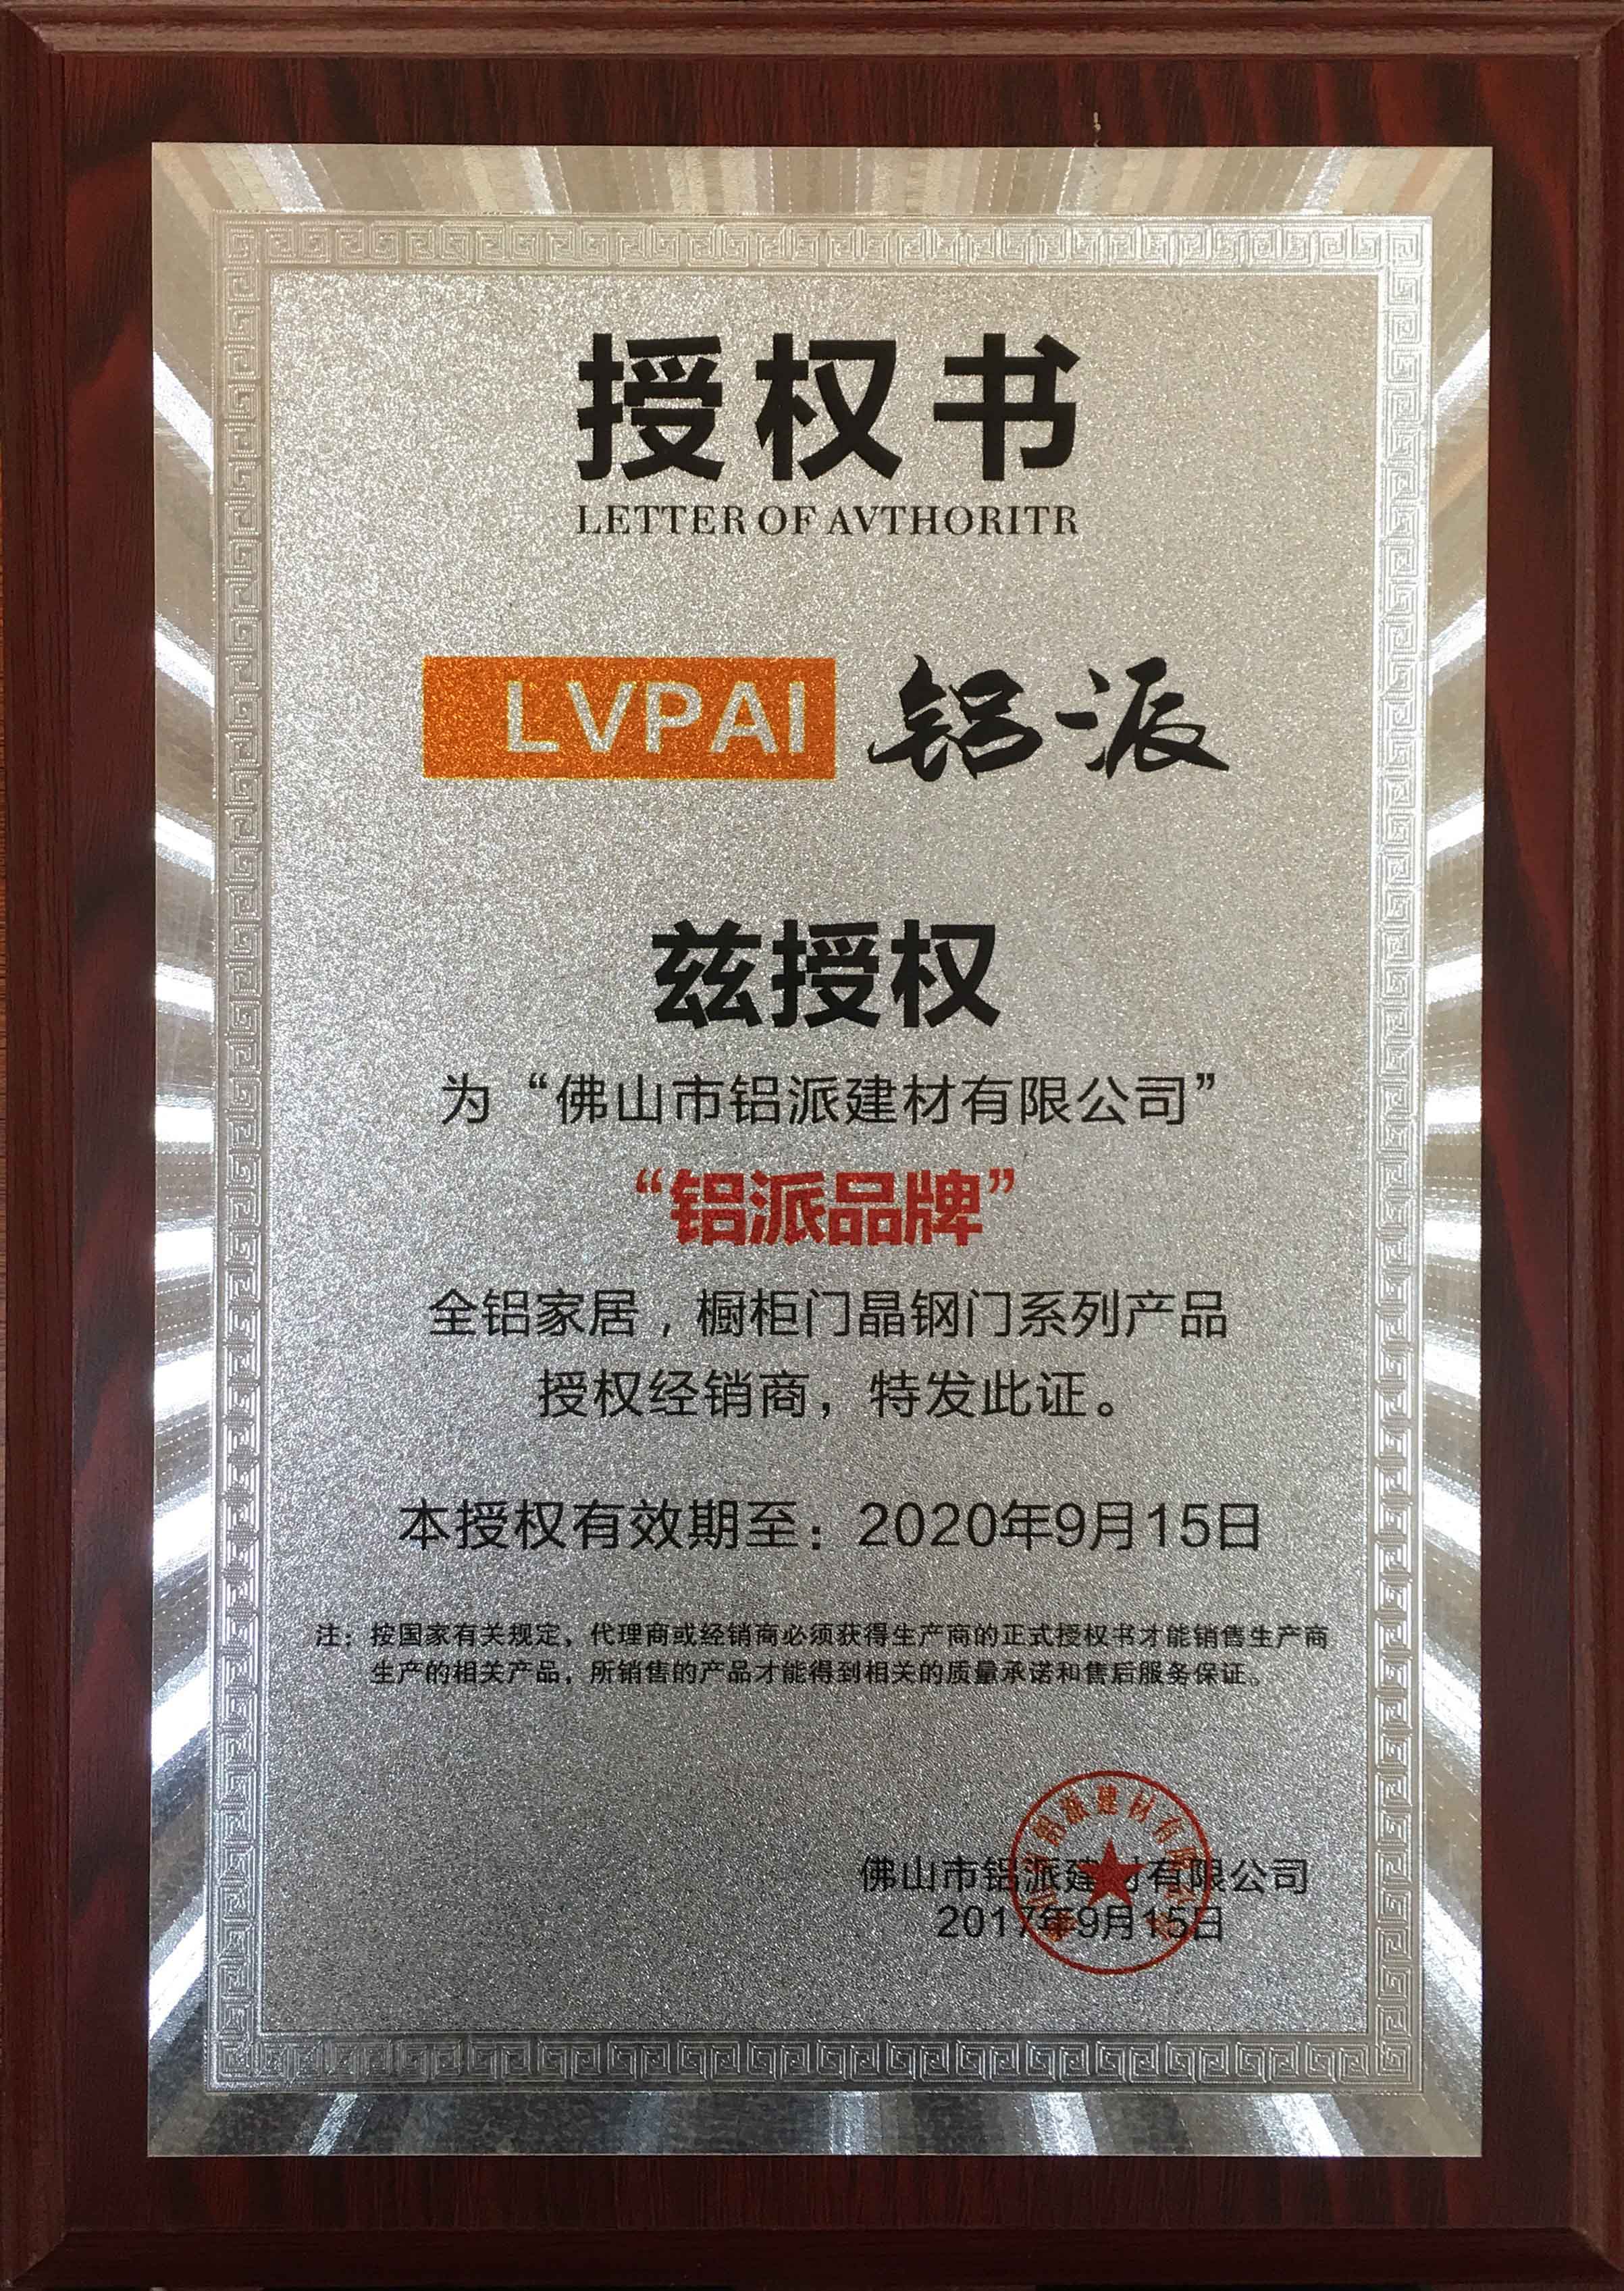 授权书
LETTER OF AVTHORITR
LVPAI 铝派
兹授权
为“佛山市铝派建材有限公司”
“铝派品牌”
全铝家居，橱柜门晶钢门系列产品
授权经销商，特发此证。
本授权有效期至：2020年9月15日
注：按国家有关规定，代理商或经销商必须获得生产商的正式授权书才能销售生产商
生产的相关产品，所销售的产品才能得到相关的质量承诺和售后服务保证。
佛山市铝派建材有限公司
2017年9月15日
铝派建材有